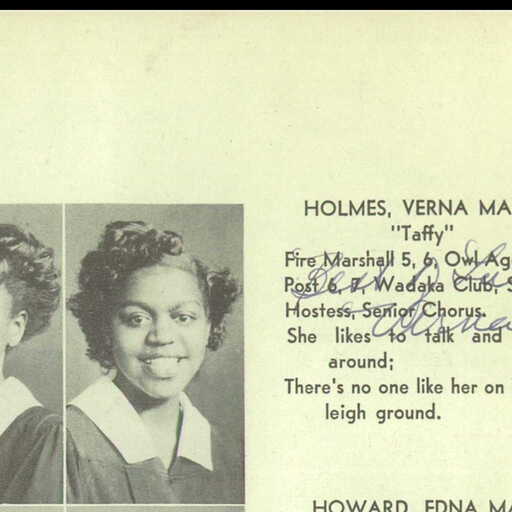 HOLMES, VERNA MA
"Taffy"
Fire Marshall 5, 6, Owl Ag
Post 6, 7, Wadaka Club, S
Hostess, Senior Chorus.
She likes to talk and
around;
There's no one like her on
leigh ground.
HOWARD, EDNA MA